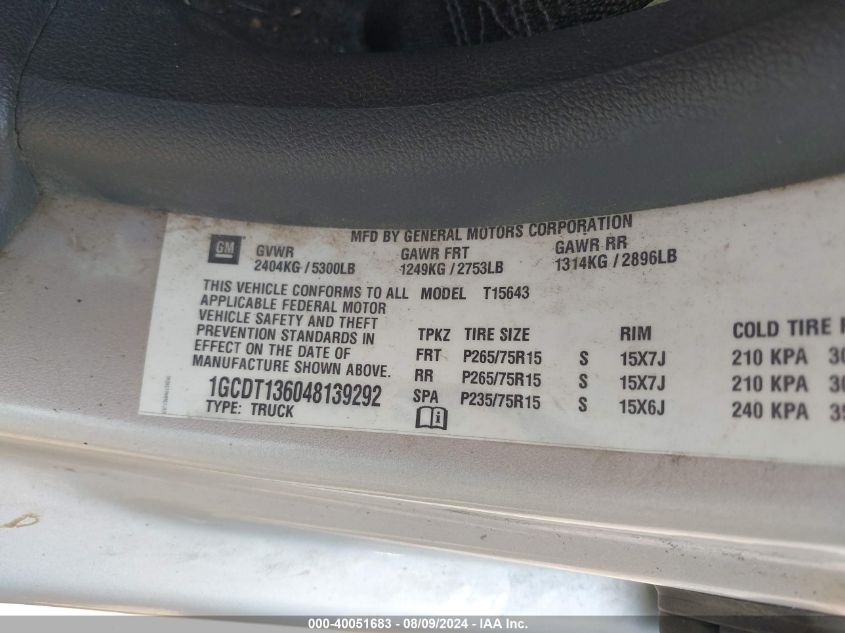 MFD BY GENERAL MOTORS CORPORATION
GM
GVWR GAWR FRT GAWR RR
2404KG / 5300LB 1249KG / 2753LB 1314KG / 2896LB
THIS VEHICLE CONFORMS TO ALL
APPLICABLE FEDERAL MOTOR
VEHICLE SAFETY AND THEFT
PREVENTION STANDARDS IN
EFFECT ON THE DATE OF
MANUFACTURE SHOWN ABOVE.
1GCDT136048139292
TYPE: TRUCK
MODEL T15643
TPKZ TIRE SIZE RIM COLD TIRE
FRT P265/75R15 S 15X7J 210 KPA
RR P265/75R15 S 15X7J 210 KPA
SPA P235/75R15 S 15X6J 240 KPA
000-40051683 - 08/09/2024 - IAA Inc.